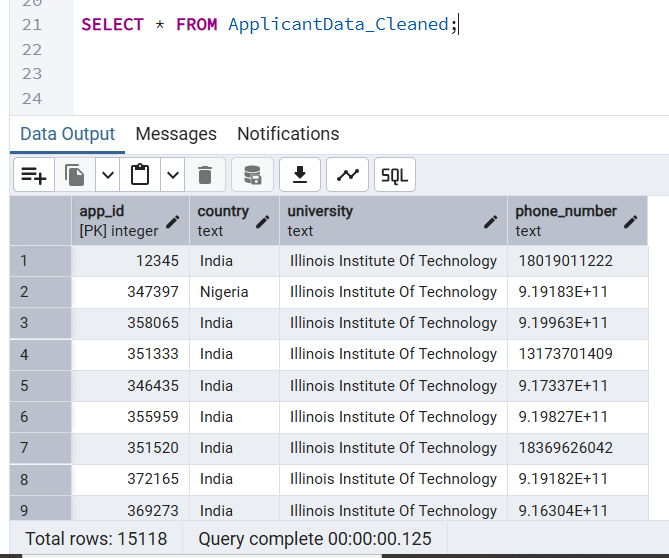 20
21 SELECT * FROM ApplicantData_Cleaned;
22
23
24
Data Output Messages Notifications
SQL
app_id country university phone_number
[PK] integer text text text
1 12345 India Illinois Institute Of Technology 18019011222
2 347397 Nigeria Illinois Institute Of Technology 9.19183E+11
3 358065 India Illinois Institute Of Technology 9.19963E+11
4 351333 India Illinois Institute Of Technology 13173701409
5 346435 India Illinois Institute Of Technology 9.17337E+11
6 355959 India Illinois Institute Of Technology 9.19827E+11
7 351520 India Illinois Institute Of Technology 18369626042
8 372165 India Illinois Institute Of Technology 9.19182E+11
9 369273 India Illinois Institute Of Technology 9.16304E+11
Total rows: 15118 Query complete 00:00:00.125